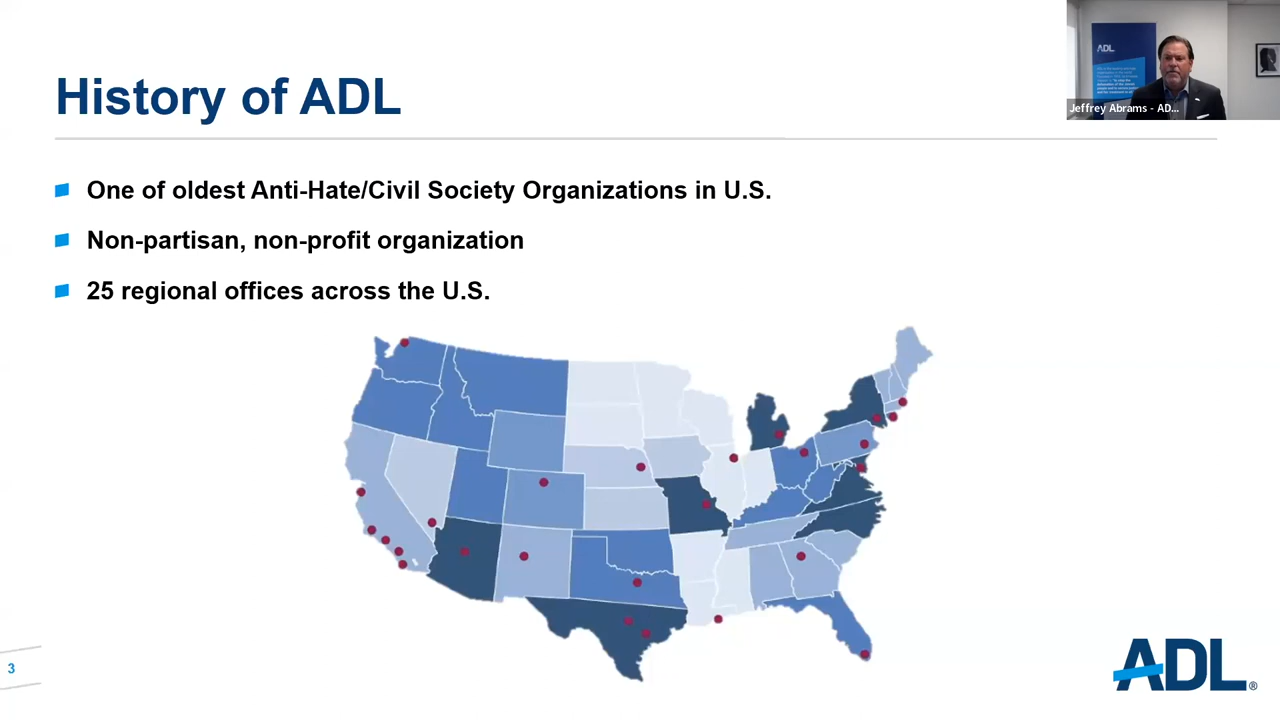 History of ADL
One of oldest Anti-Hate/Civil Society Organizations in U.S.
Non-partisan, non-profit organization
25 regional offices across the U.S.
ADL
Jeffrey Abrams - AD...
3
ADL®